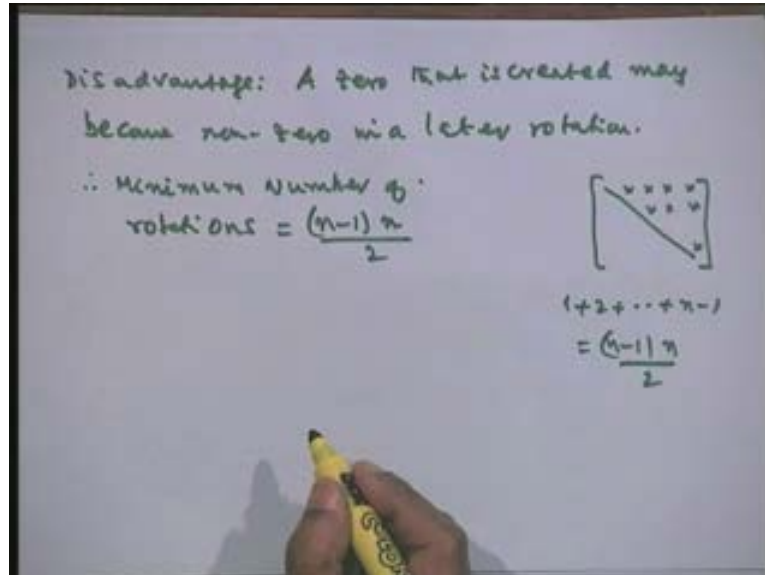 Disadvantage: A zero that is created may
become non-zero in a later rotation.
∴ Minimum Number of
rotations = (n-1) n / 2
1+2+ ··· + n-1
= (n-1) n / 2